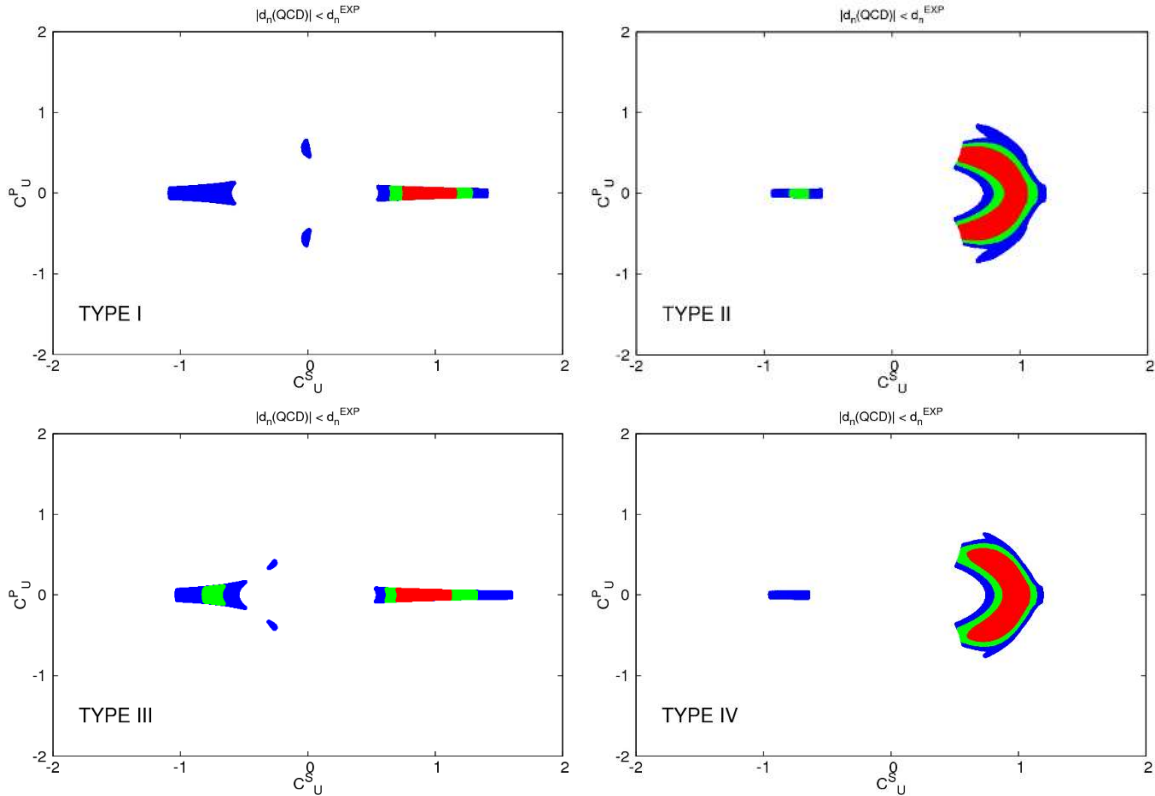 |d_n(QCD)| < d_n^EXP
2
1
0
-1
-2
C^P_U
TYPE I
-2
-1
0
1
2
C^S_U
|d_n(QCD)| < d_n^EXP
2
1
0
-1
-2
C^P_U
TYPE II
-2
-1
0
1
2
C^S_U
|d_n(QCD)| < d_n^EXP
2
1
0
-1
-2
C^P_U
TYPE III
-2
-1
0
1
2
C^S_U
|d_n(QCD)| < d_n^EXP
2
1
0
-1
-2
C^P_U
TYPE IV
-2
-1
0
1
2
C^S_U